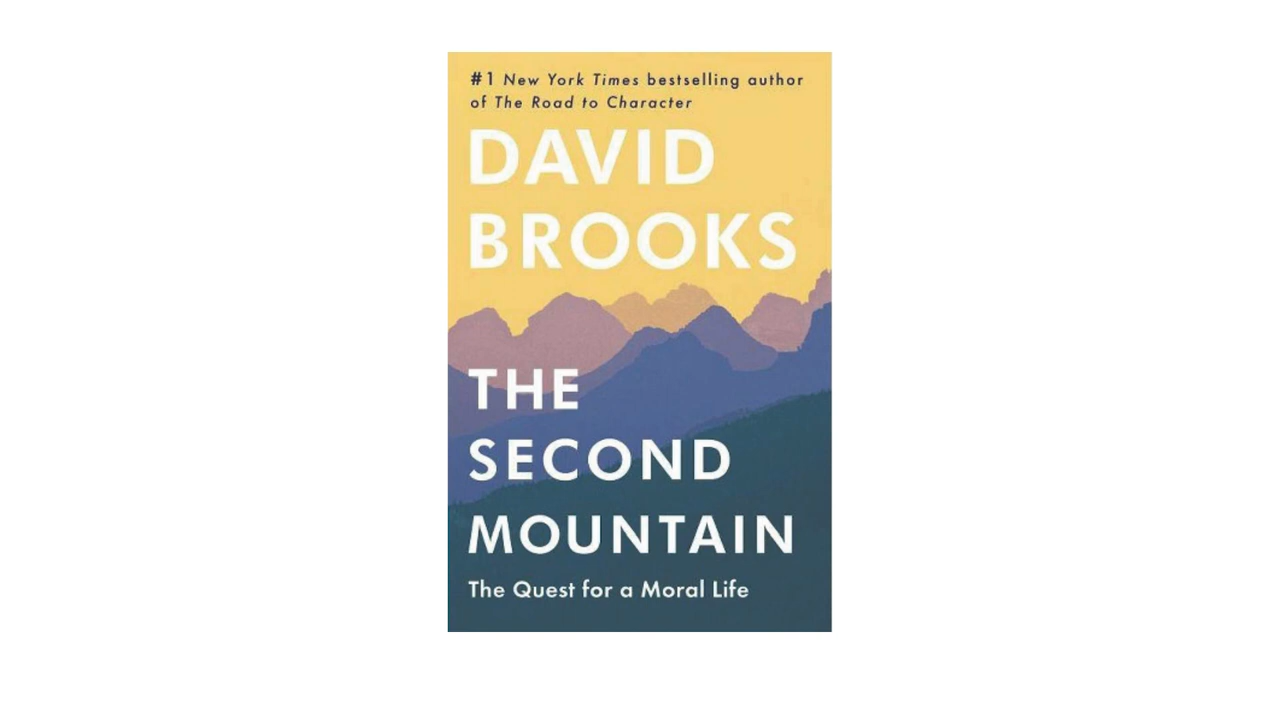 #1 New York Times bestselling author
of The Road to Character
DAVID
BROOKS
THE
SECOND
MOUNTAIN
The Quest for a Moral Life